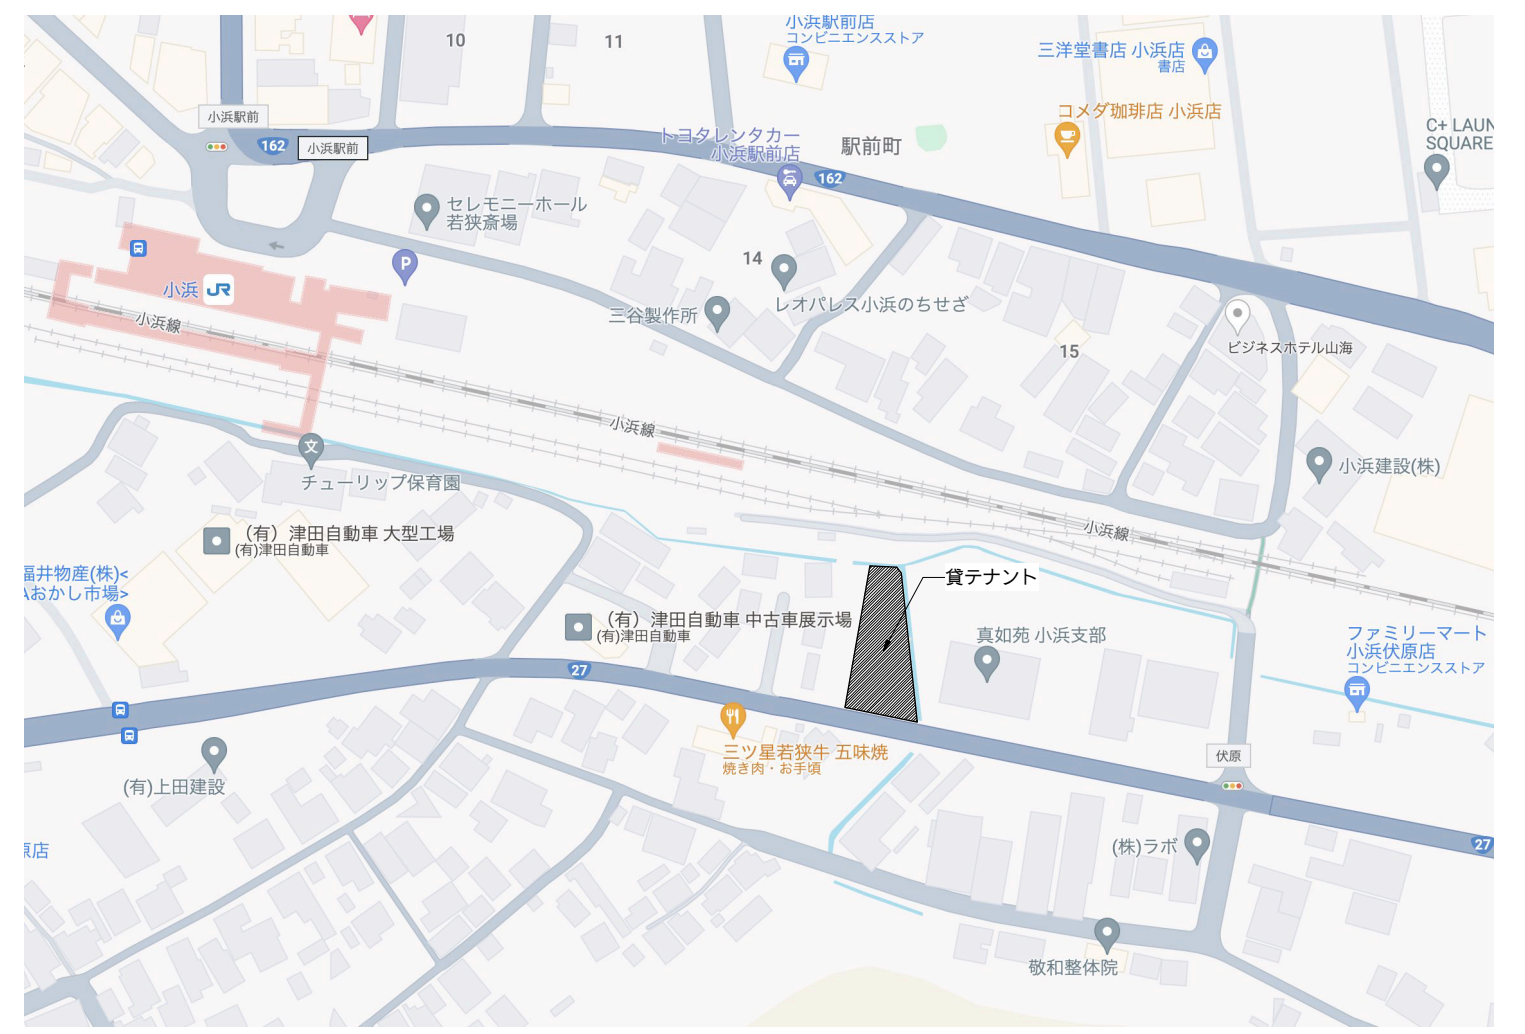 10
11
小浜駅前店
コンビニエンスストア
三洋堂書店 小浜店
書店
コメダ珈琲店 小浜店
小浜駅前
162
小浜駅前
トヨタレンタカー
小浜駅前店
駅前町
162
C+ LAUN
SQUARE
セレモニーホール
若狭斎場
14
P
小浜
JR
小浜線
三谷製作所
レオパレス小浜のちせざ
15
ビジネスホテル山海
小浜線
文
チューリップ保育園
小浜建設(株)
(有) 津田自動車 大型工場
(有)津田自動車
小浜線
福井物産(株)<
Aおかし市場>
貸テナント
(有) 津田自動車 中古車展示場
(有)津田自動車
真如苑 小浜支部
ファミリーマート
小浜伏原店
コンビニエンスストア
27
三ツ星若狭牛 五味焼
焼き肉・お手頃
伏原
(有)上田建設
原店
(株)ラボ
27
敬和整体院